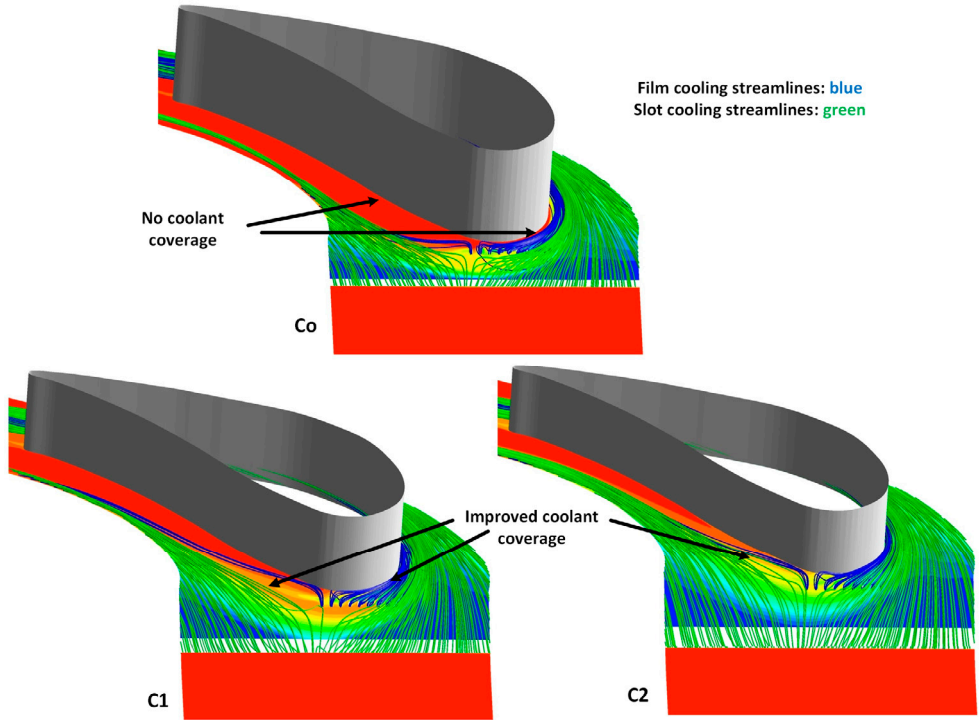 Film cooling streamlines: blue
Slot cooling streamlines: green
No coolant
coverage
Co
Improved coolant
coverage
C1
C2